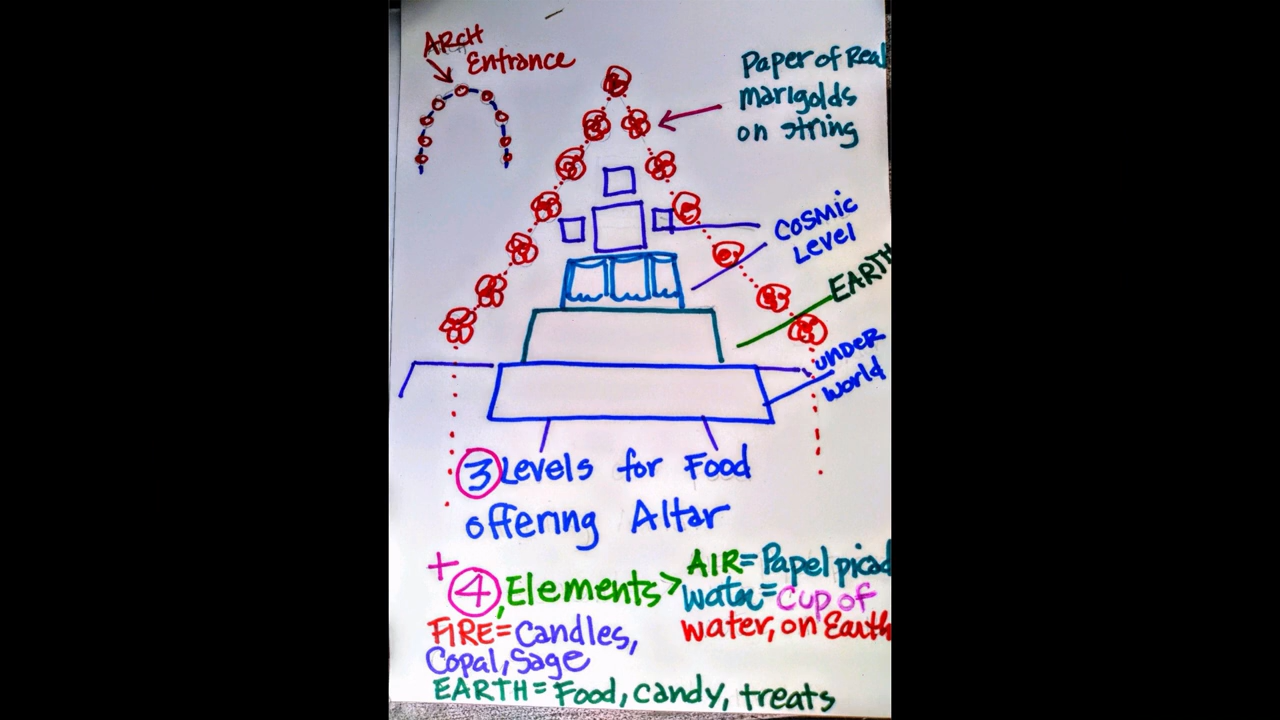 ARCH
Entrance
Paper of Real
marigolds
on string
COSMIC
LEVEL
EARTH
UNDER
World
3 Levels for Food
offering Altar
+
4, Elements > AIR= Papel picad
water= Cup of
water, on Earth
FIRE= Candles,
Copal, Sage
EARTH= Food, candy, treats